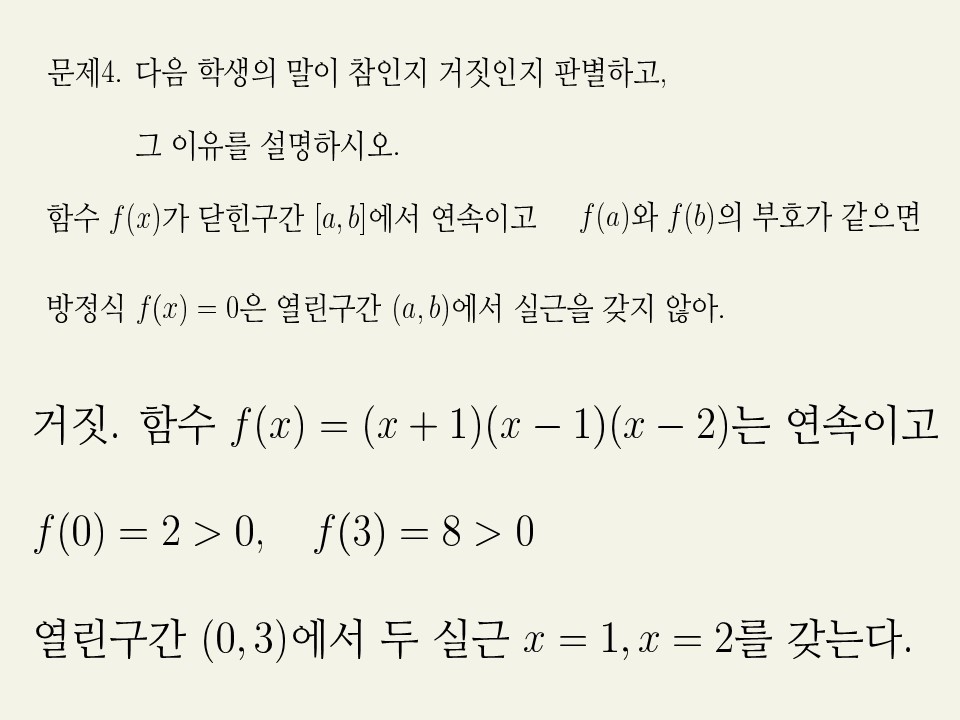 문제4. 다음 학생의 말이 참인지 거짓인지 판별하고,
그 이유를 설명하시오.
함수 f(x)가 닫힌구간 [a, b]에서 연속이고 f(a)와 f(b)의 부호가 같으면
방정식 f(x) = 0은 열린구간 (a, b)에서 실근을 갖지 않아.
거짓. 함수 f(x) = (x + 1)(x − 1)(x − 2)는 연속이고
f(0) = 2 > 0, f(3) = 8 > 0
열린구간 (0, 3)에서 두 실근 x = 1, x = 2를 갖는다.